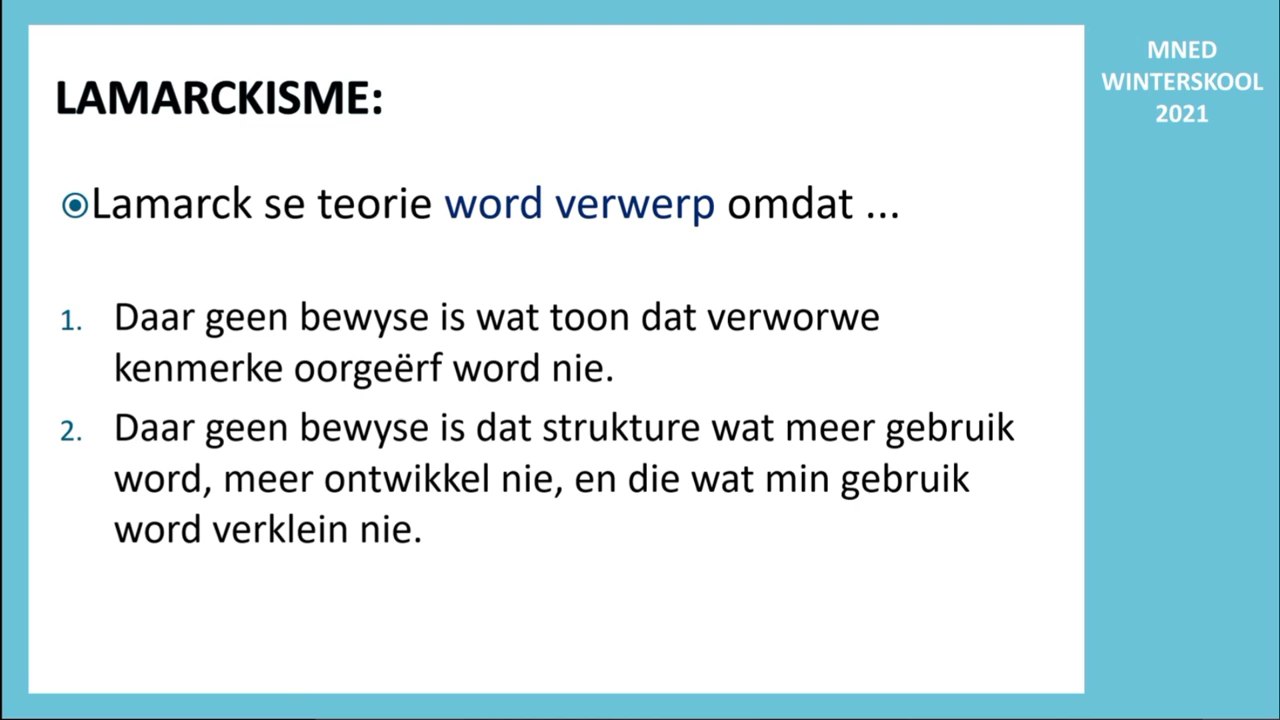 LAMARCKISME:
MNED
WINTERSKOOL
2021
Lamarck se teorie word verwerp omdat ...
1. Daar geen bewyse is wat toon dat verworwe
kenmerke oorgeërf word nie.
2. Daar geen bewyse is dat strukture wat meer gebruik
word, meer ontwikkel nie, en die wat min gebruik
word verklein nie.